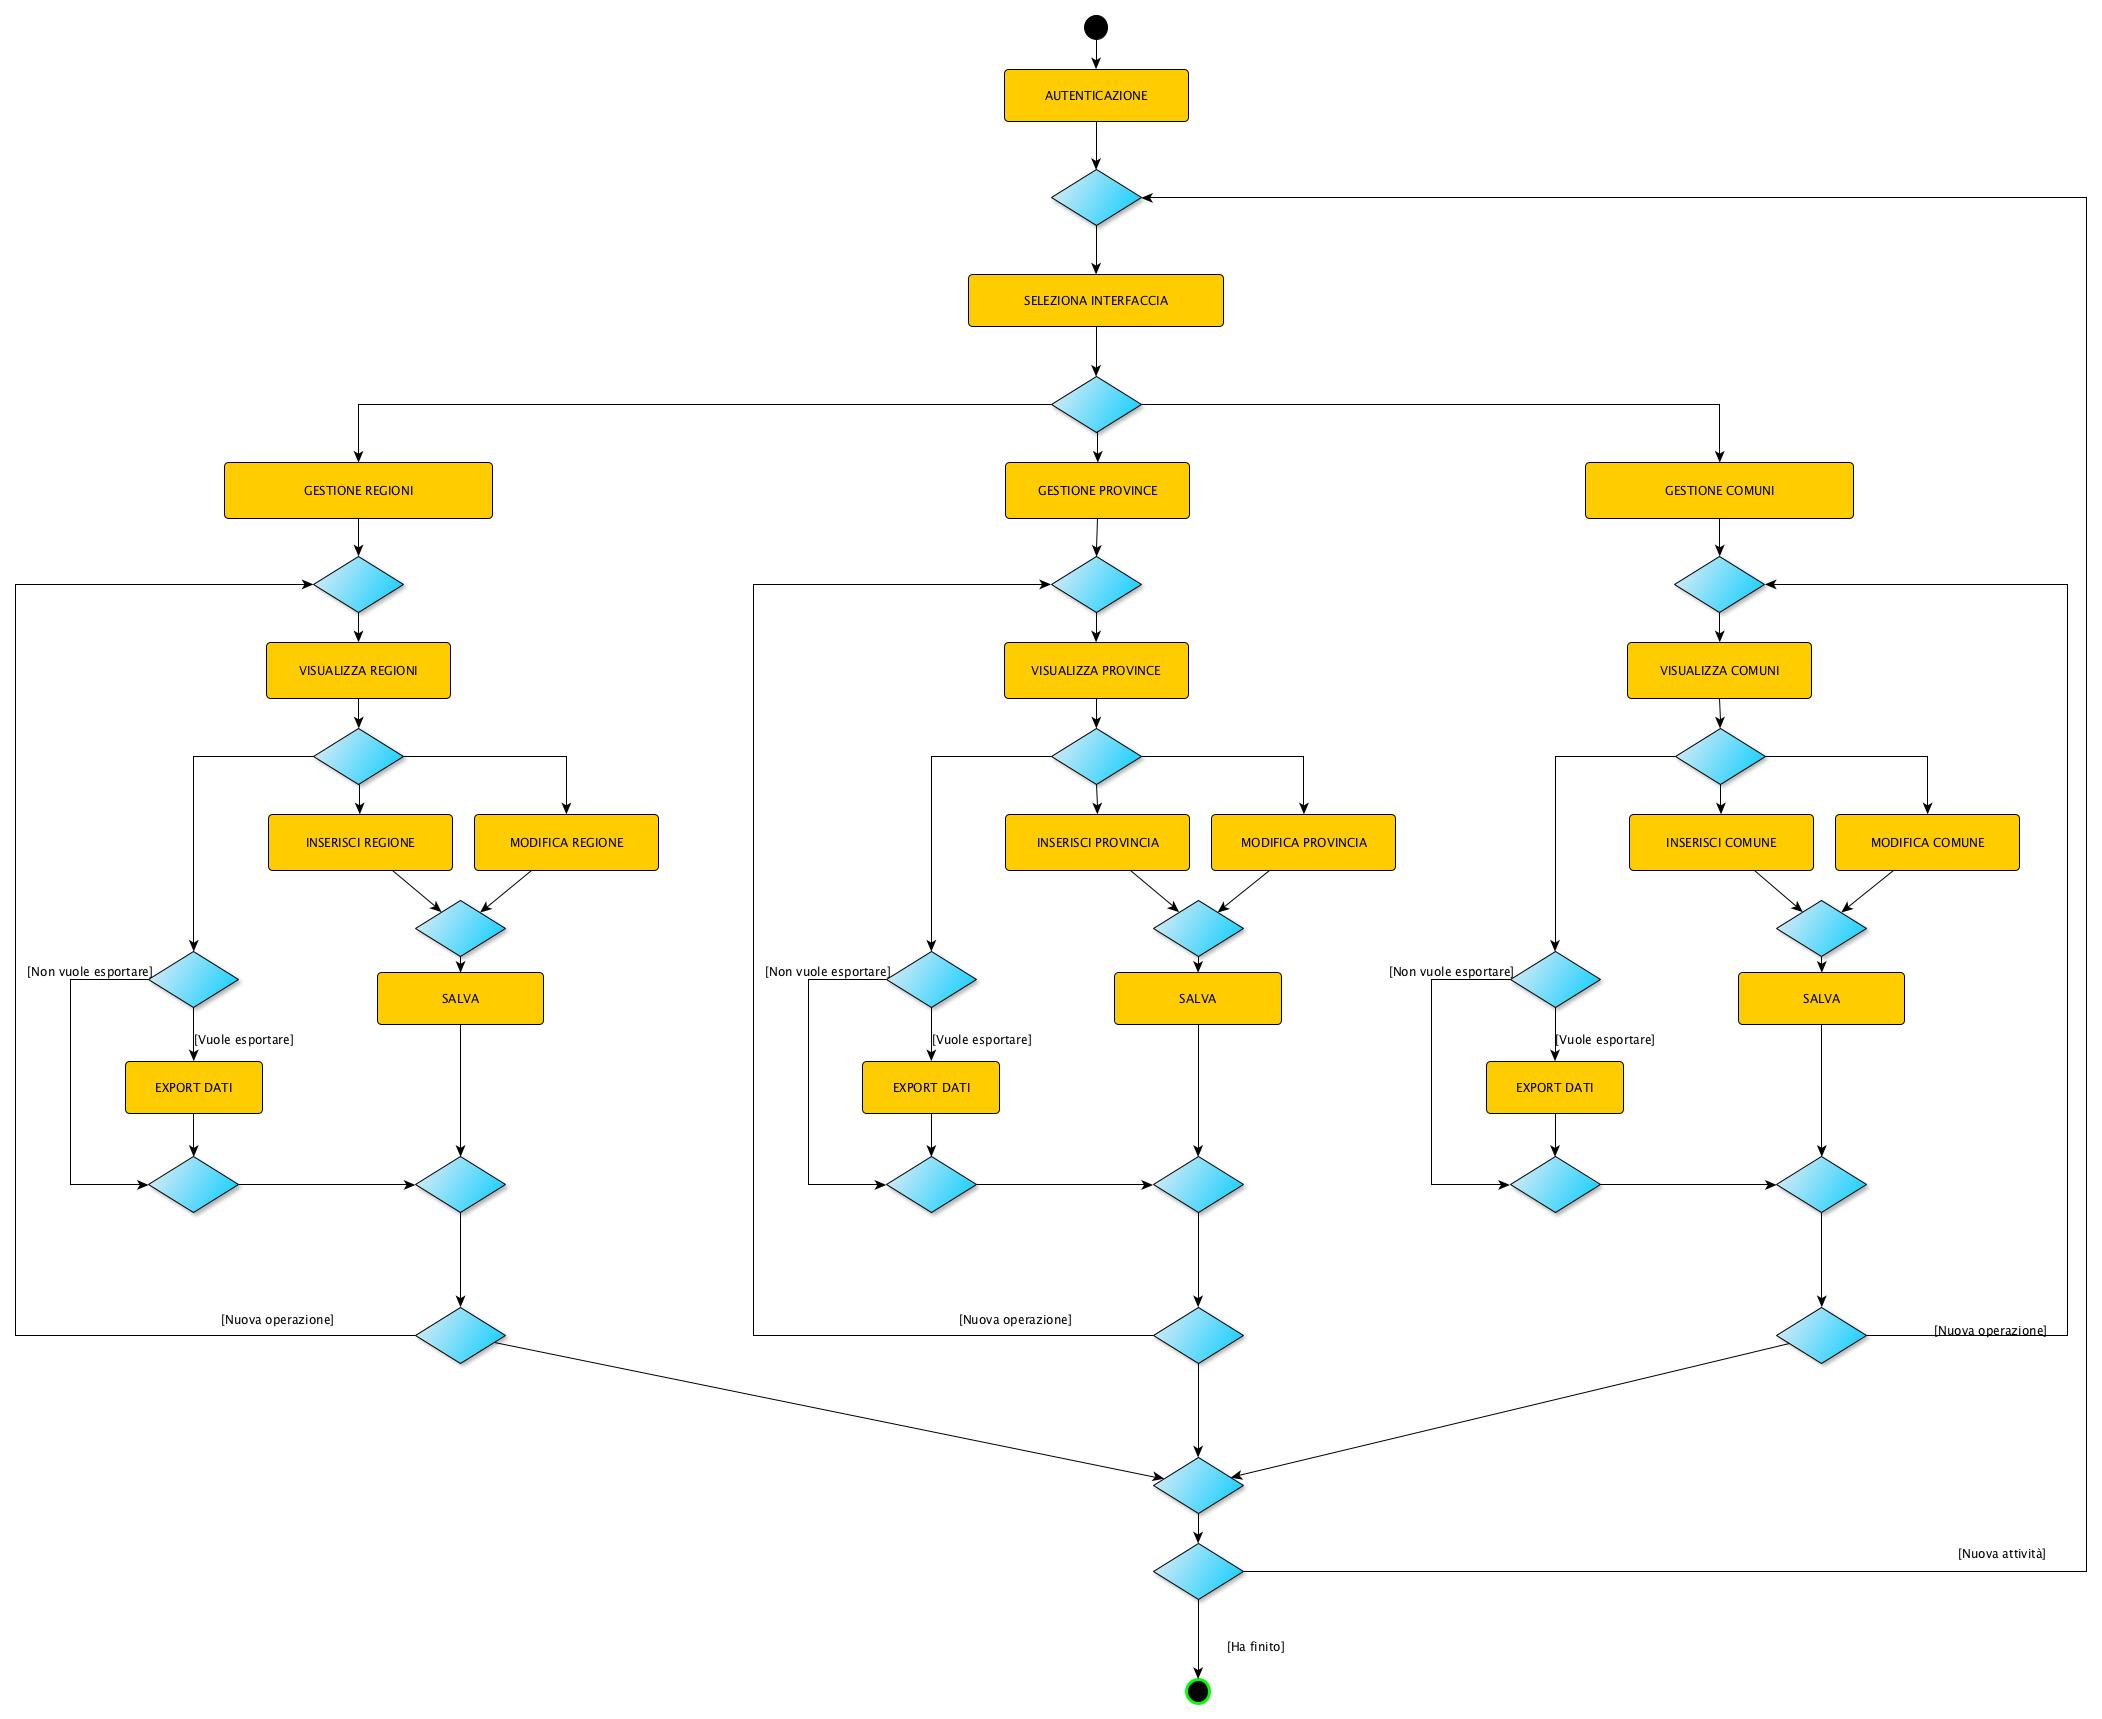 AUTENTICAZIONE
SELEZIONA INTERFACCIA
GESTIONE REGIONI
GESTIONE PROVINCE
GESTIONE COMUNI
VISUALIZZA REGIONI
VISUALIZZA PROVINCE
VISUALIZZA COMUNI
INSERISCI REGIONE
MODIFICA REGIONE
INSERISCI PROVINCIA
MODIFICA PROVINCIA
INSERISCI COMUNE
MODIFICA COMUNE
[Non vuole esportare]
[Non vuole esportare]
[Non vuole esportare]
SALVA
SALVA
SALVA
[Vuole esportare]
[Vuole esportare]
[Vuole esportare]
EXPORT DATI
EXPORT DATI
EXPORT DATI
[Nuova operazione]
[Nuova operazione]
[Nuova operazione]
[Nuova attività]
[Ha finito]